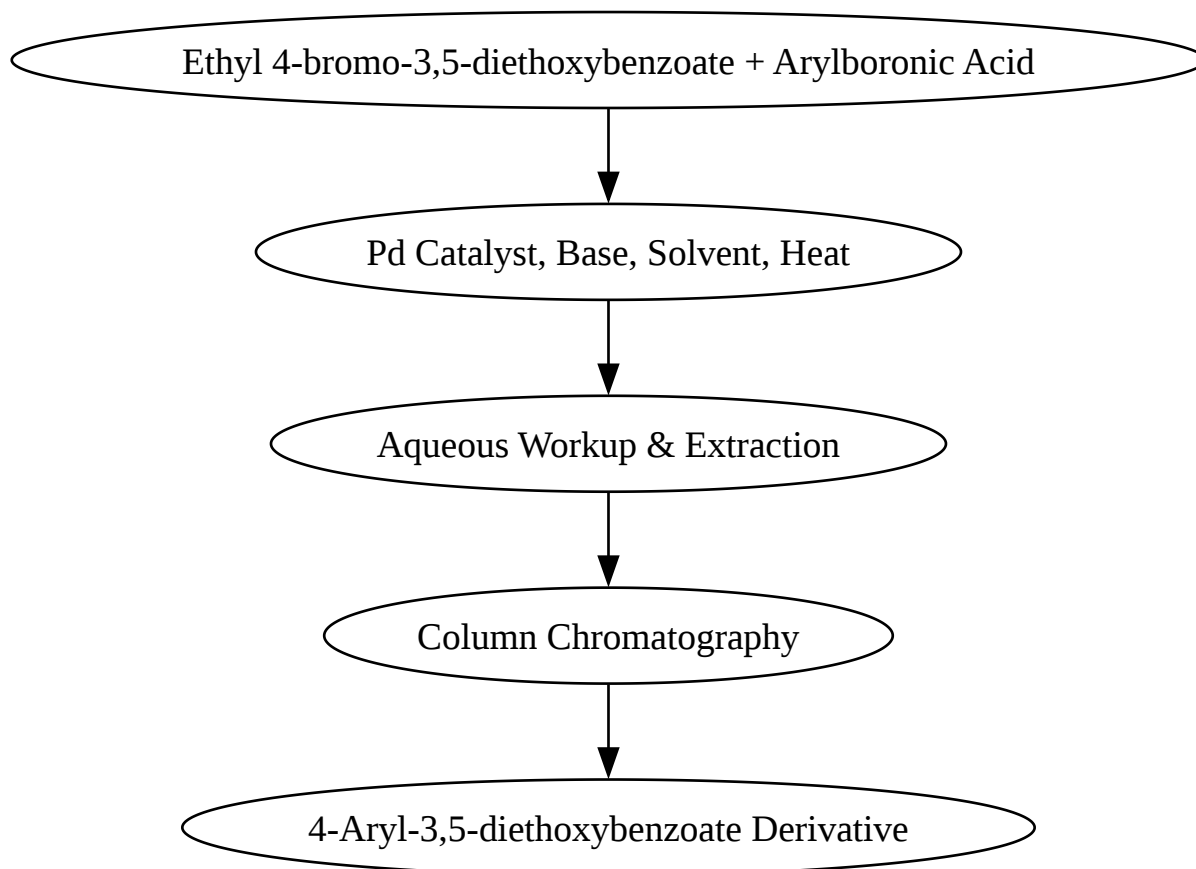 Ethyl 4-bromo-3,5-diethoxybenzoate + Arylboronic Acid
Pd Catalyst, Base, Solvent, Heat
Aqueous Workup & Extraction
Column Chromatography
4-Aryl-3,5-diethoxybenzoate Derivative